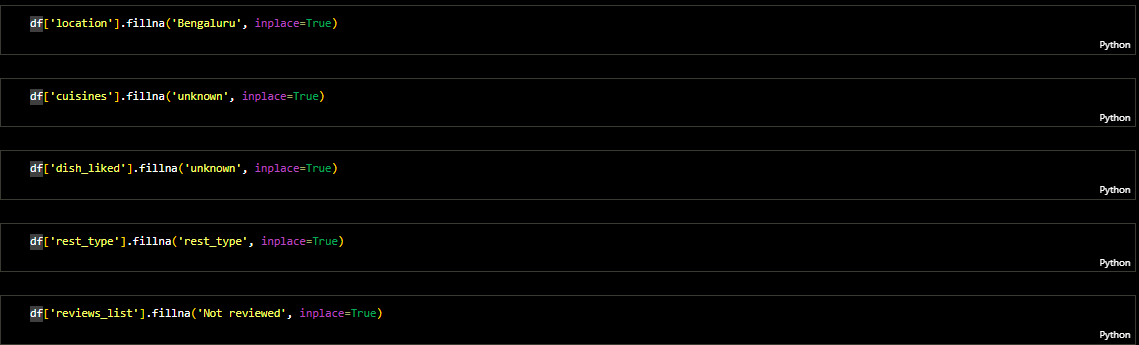 df['location'].fillna('Bengaluru', inplace=True)
Python
df['cuisines'].fillna('unknown', inplace=True)
Python
df['dish_liked'].fillna('unknown', inplace=True)
Python
df['rest_type'].fillna('rest_type', inplace=True)
Python
df['reviews_list'].fillna('Not reviewed', inplace=True)
Python